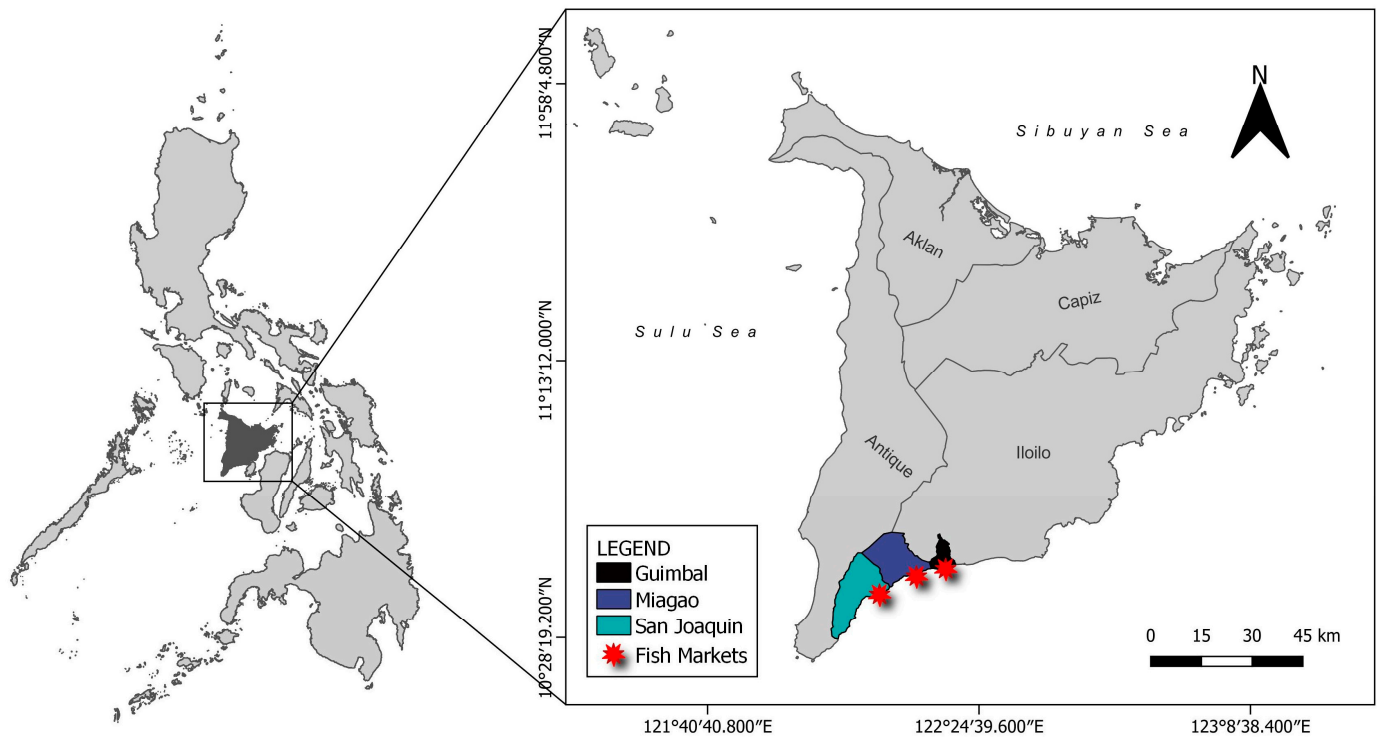 N
Sibuyan Sea
Sulu Sea
Aklan
Capiz
Antique
Iloilo
11°58′4.800″N
11°13′12.000″N
10°28′19.200″N
LEGEND
Guimbal
Miagao
San Joaquin
Fish Markets
0 15 30 45 km
121°40′40.800″E 122°24′39.600″E 123°8′38.400″E